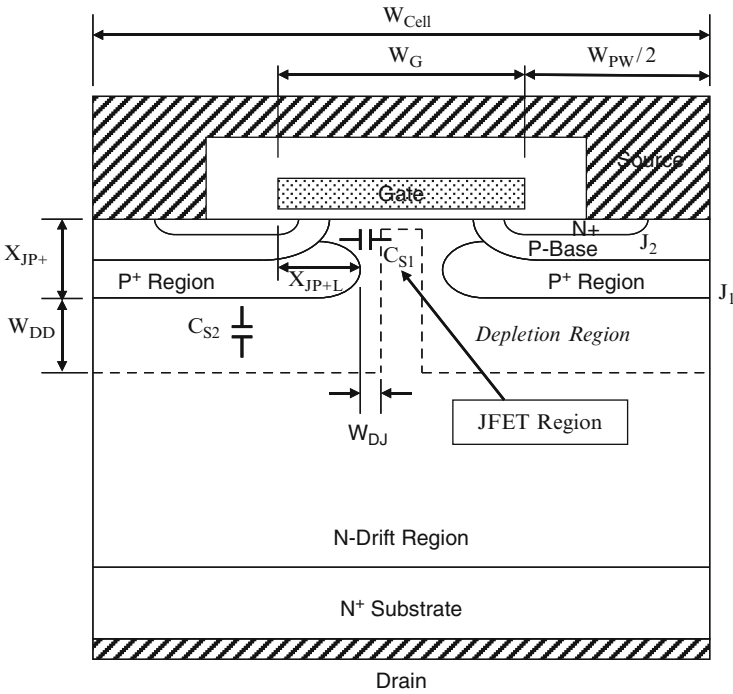 W_Cell
W_G
W_PW/2
Source
Gate
N+
J_2
P-Base
X_JP+
C_S1
P⁺ Region
X_JP+L
P⁺ Region
J_1
W_DD
C_S2
Depletion Region
JFET Region
W_DJ
N-Drift Region
N⁺ Substrate
Drain